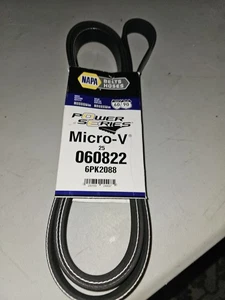 NAPA
BELTS
HOSES
POWER
SERIES
Micro-V®
25
060822
6PK2088